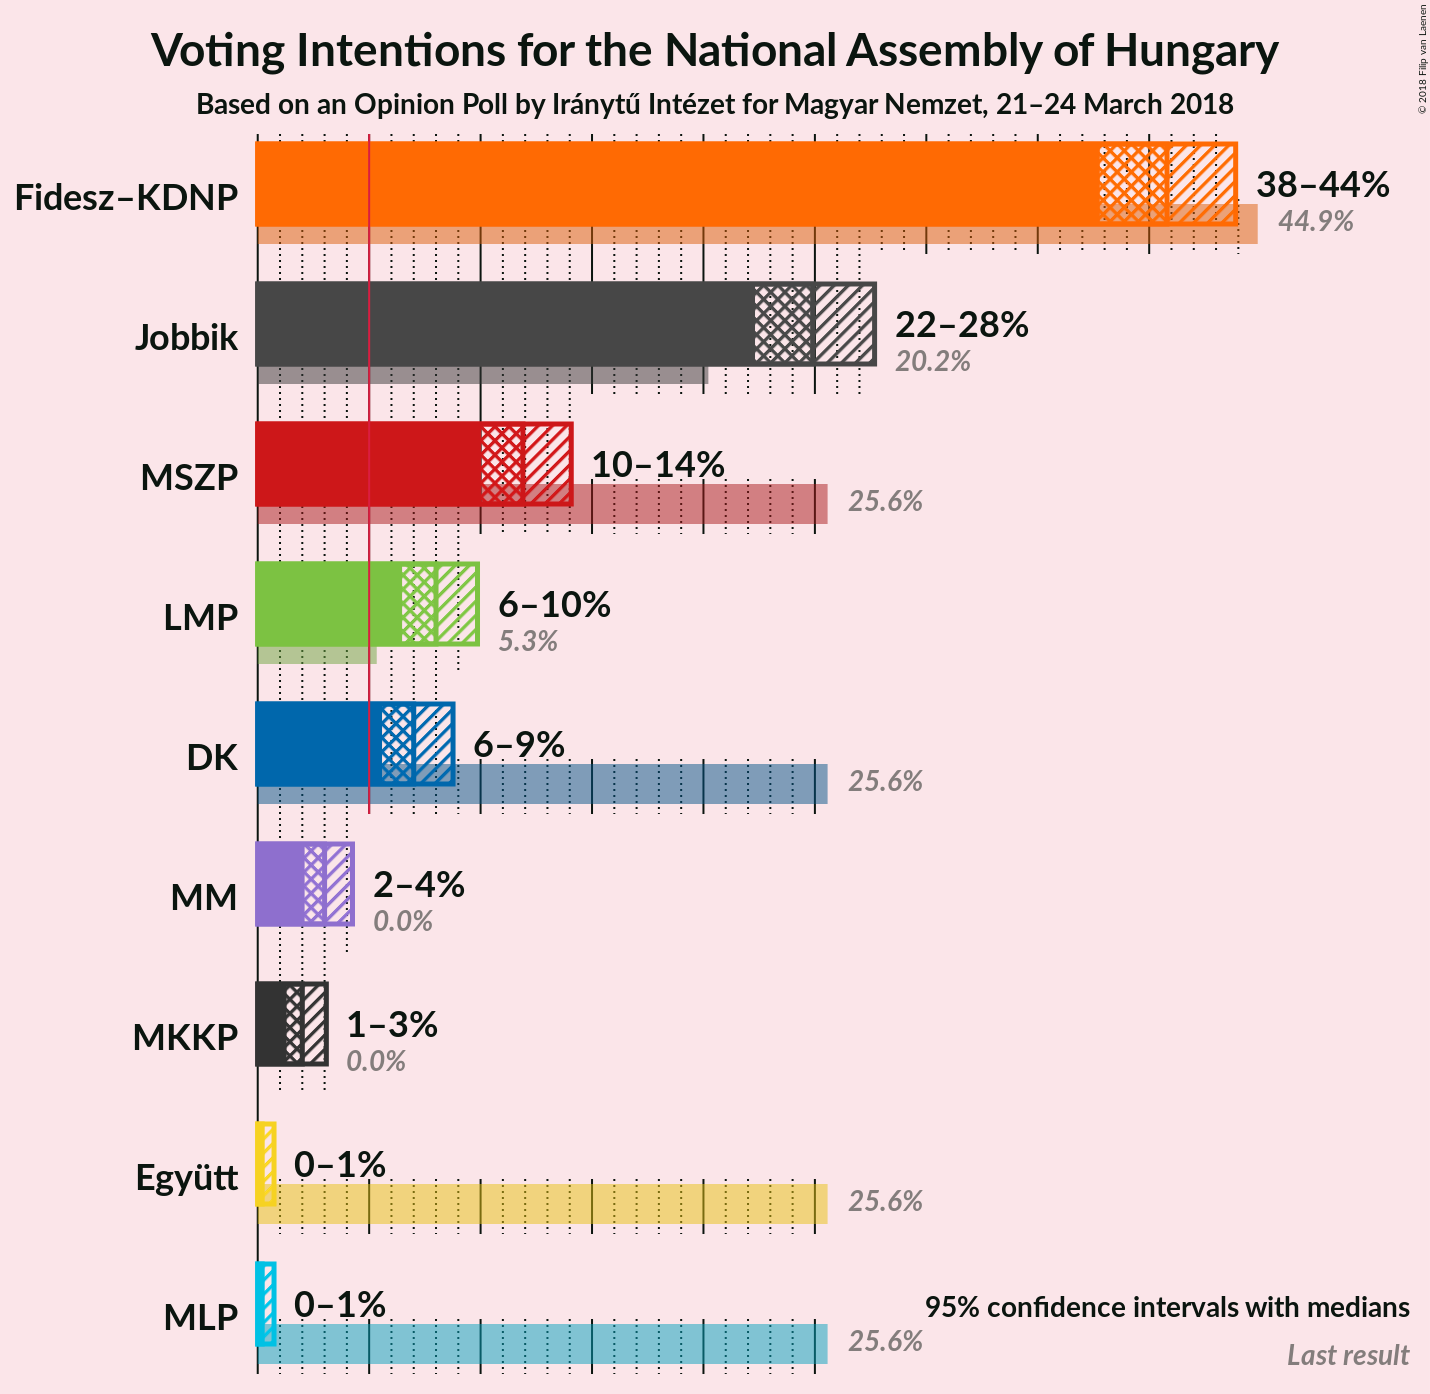 Voting Intentions for the National Assembly of Hungary
Based on an Opinion Poll by Iránytű Intézet for Magyar Nemzet, 21–24 March 2018
© 2018 Filip van Laenen
Fidesz–KDNP
38–44%
44.9%
Jobbik
22–28%
20.2%
MSZP
10–14%
25.6%
LMP
6–10%
5.3%
DK
6–9%
25.6%
MM
2–4%
0.0%
MKKP
1–3%
0.0%
Együtt
0–1%
25.6%
MLP
0–1%
25.6%
95% confidence intervals with medians
Last result